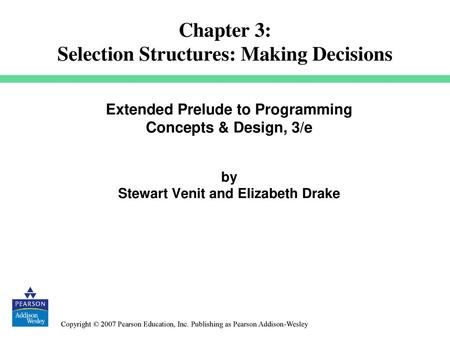 Chapter 3:
Selection Structures: Making Decisions
Extended Prelude to Programming
Concepts & Design, 3/e
by
Stewart Venit and Elizabeth Drake
PEARSON
Addison
Wesley
Copyright © 2007 Pearson Education, Inc. Publishing as Pearson Addison-Wesley